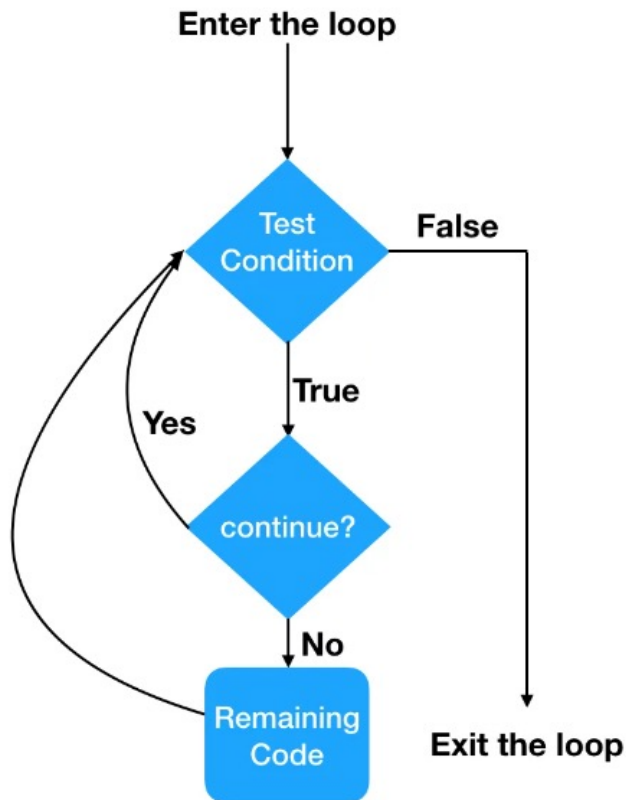 Enter the loop
Test
Condition
False
True
Yes
continue?
No
Remaining
Code
Exit the loop